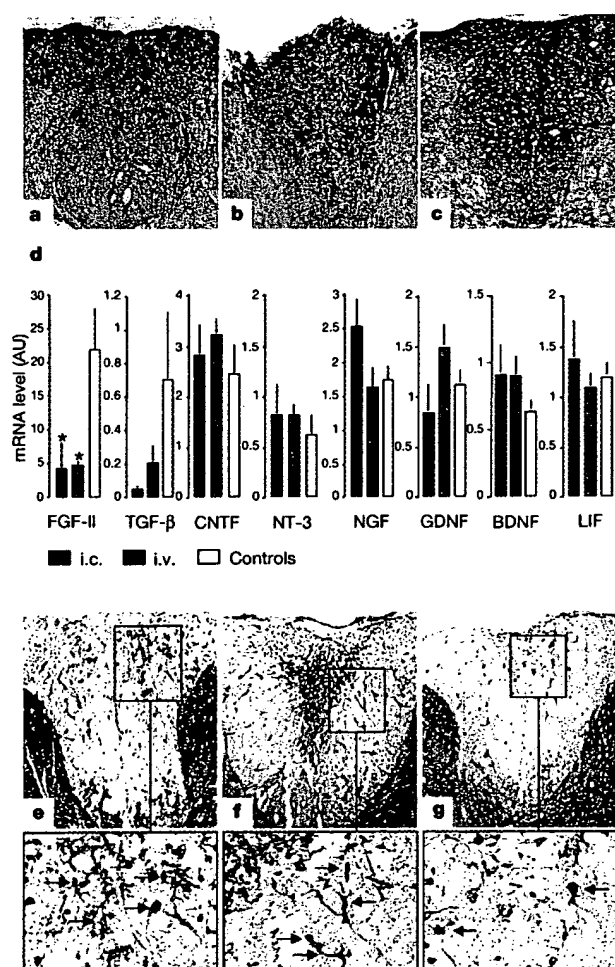 a b c
d
mRNA level (AU)
30 25 20 15 10 5 0
1.2 1 0.8 0.6 0.4 0.2 0
4 3 2 1 0
2 1.5 1 0.5 0
3 2.5 2 1.5 1 0.5 0
2 1.5 1 0.5 0
1.5 1 0.5 0
2 1.5 1 0.5 0
* *
FGF-II TGF-β CNTF NT-3 NGF GDNF BDNF LIF
i.c. i.v. Controls
e f g